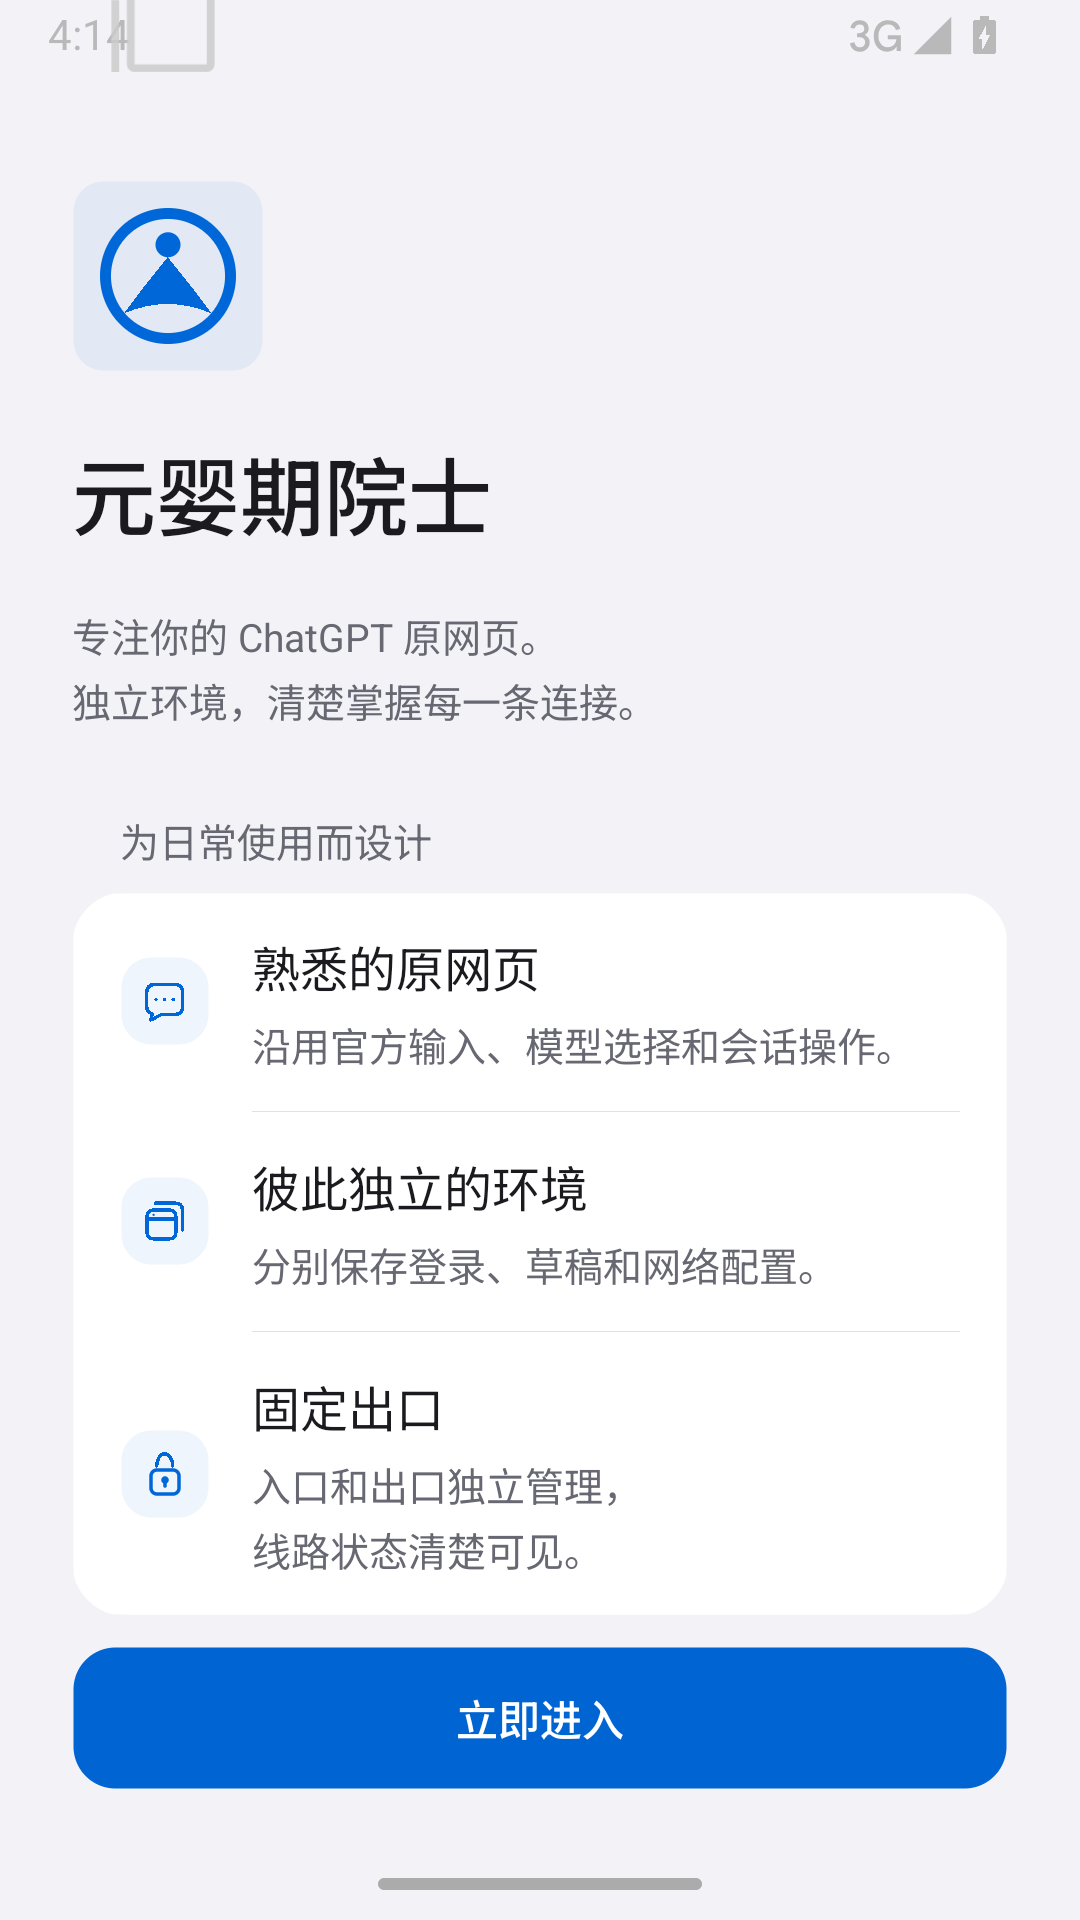 4:14
3G
元婴期院士
专注你的 ChatGPT 原网页。
独立环境，清楚掌握每一条连接。
为日常使用而设计
熟悉的原网页
沿用官方输入、模型选择和会话操作。
彼此独立的环境
分别保存登录、草稿和网络配置。
固定出口
入口和出口独立管理，
线路状态清楚可见。
立即进入